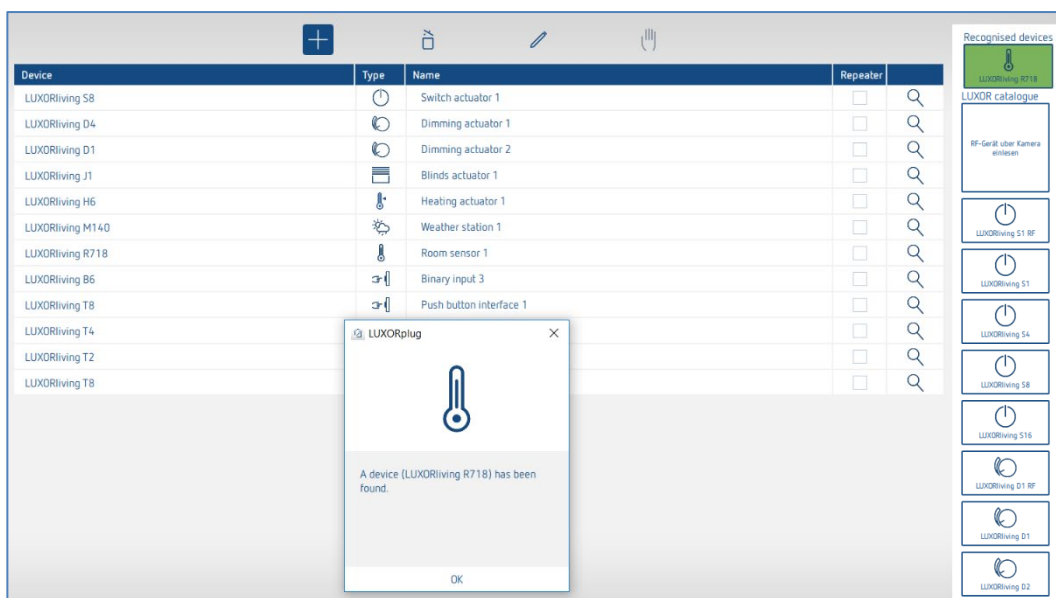 Recognised devices
LUXORliving R718
LUXOR catalogue
RF-Gerät uber Kamera
einlesen
LUXORliving S1 RF
LUXORliving S1
LUXORliving S4
LUXORliving S8
LUXORliving S16
LUXORliving D1 RF
LUXORliving D1
LUXORliving D2
Device Type Name Repeater
LUXORliving S8 Switch actuator 1
LUXORliving D4 Dimming actuator 1
LUXORliving D1 Dimming actuator 2
LUXORliving J1 Blinds actuator 1
LUXORliving H6 Heating actuator 1
LUXORliving M140 Weather station 1
LUXORliving R718 Room sensor 1
LUXORliving B6 Binary input 3
LUXORliving T8 Push button interface 1
LUXORliving T4
LUXORliving T2
LUXORliving T8
LUXORplug
A device (LUXORliving R718) has been
found.
OK